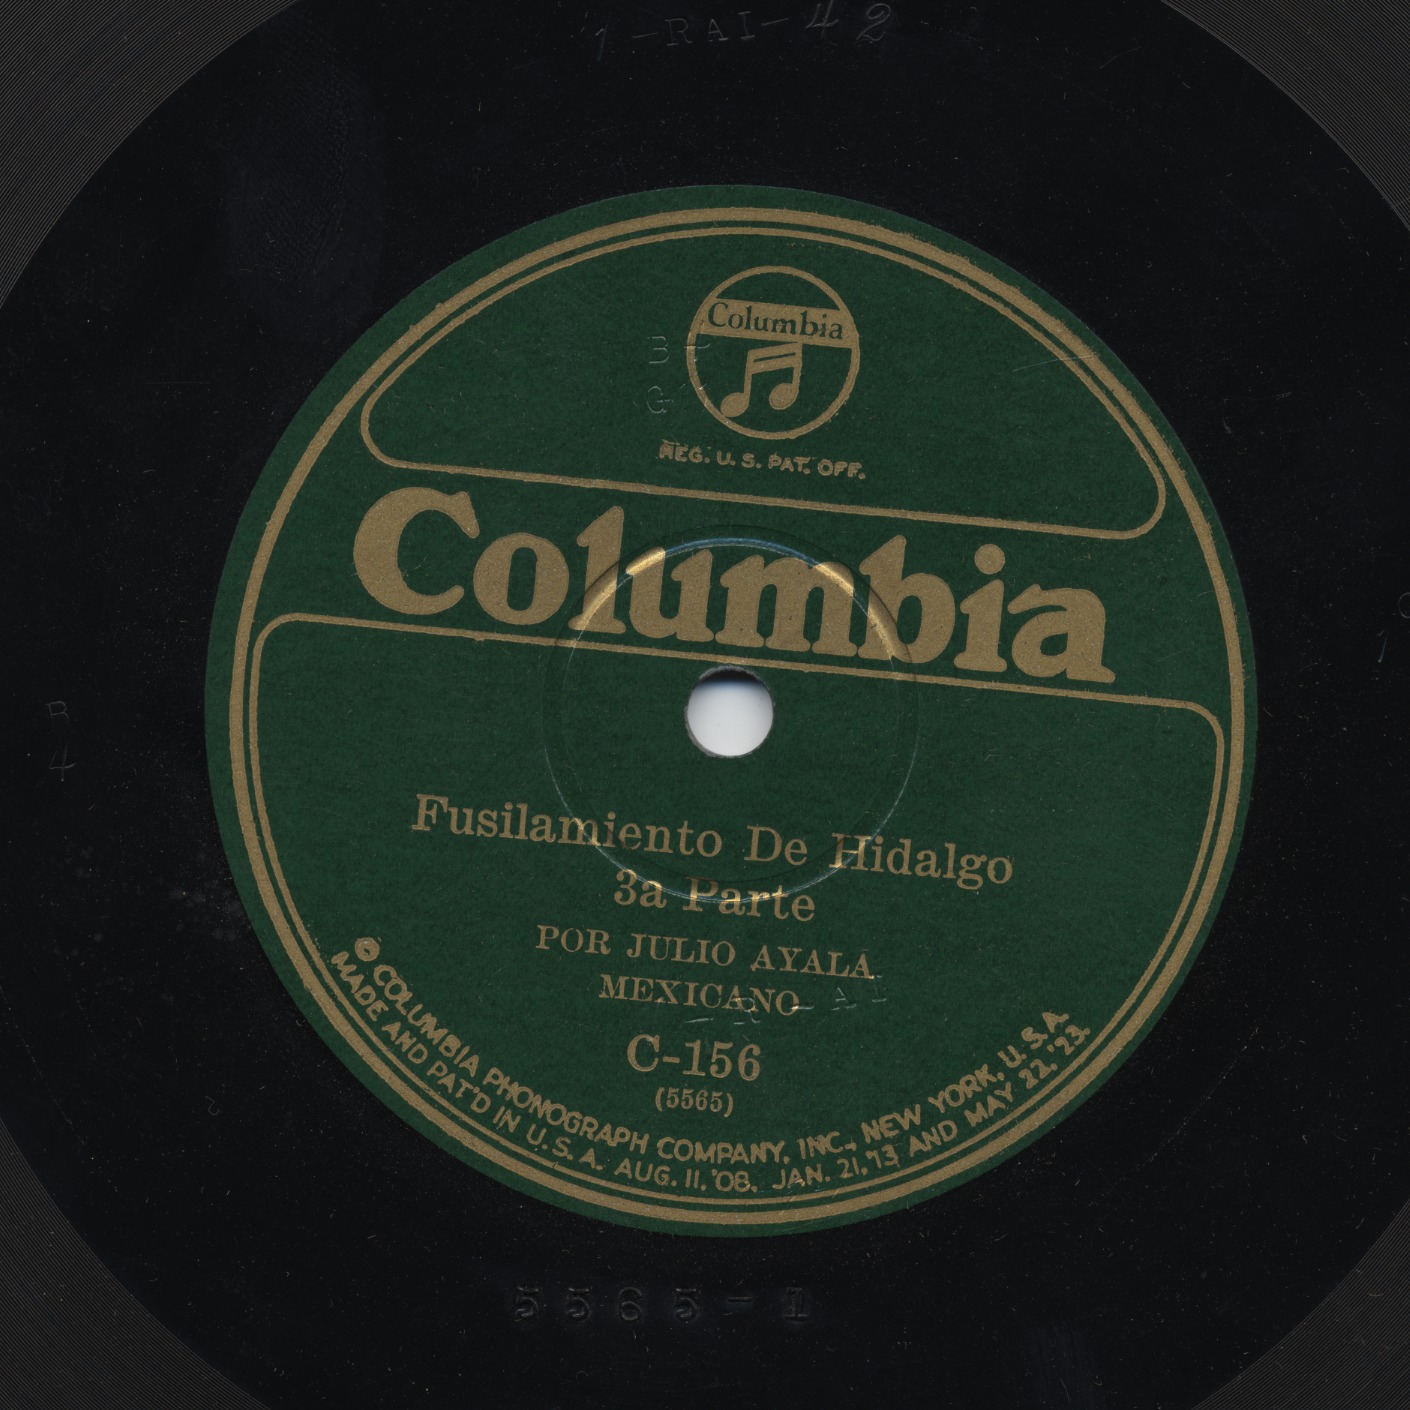 1-RAI-42
Columbia
REG. U. S. PAT. OFF.
Columbia
Fusilamiento De Hidalgo
3a Parte
POR JULIO AYALA
MEXICANO
C-156
(5565)
© COLUMBIA PHONOGRAPH COMPANY, INC., NEW YORK, U. S. A.
MADE AND PAT'D IN U. S. A. AUG. 11, '08. JAN. 21, '13 AND MAY 22, '23.
5565-1